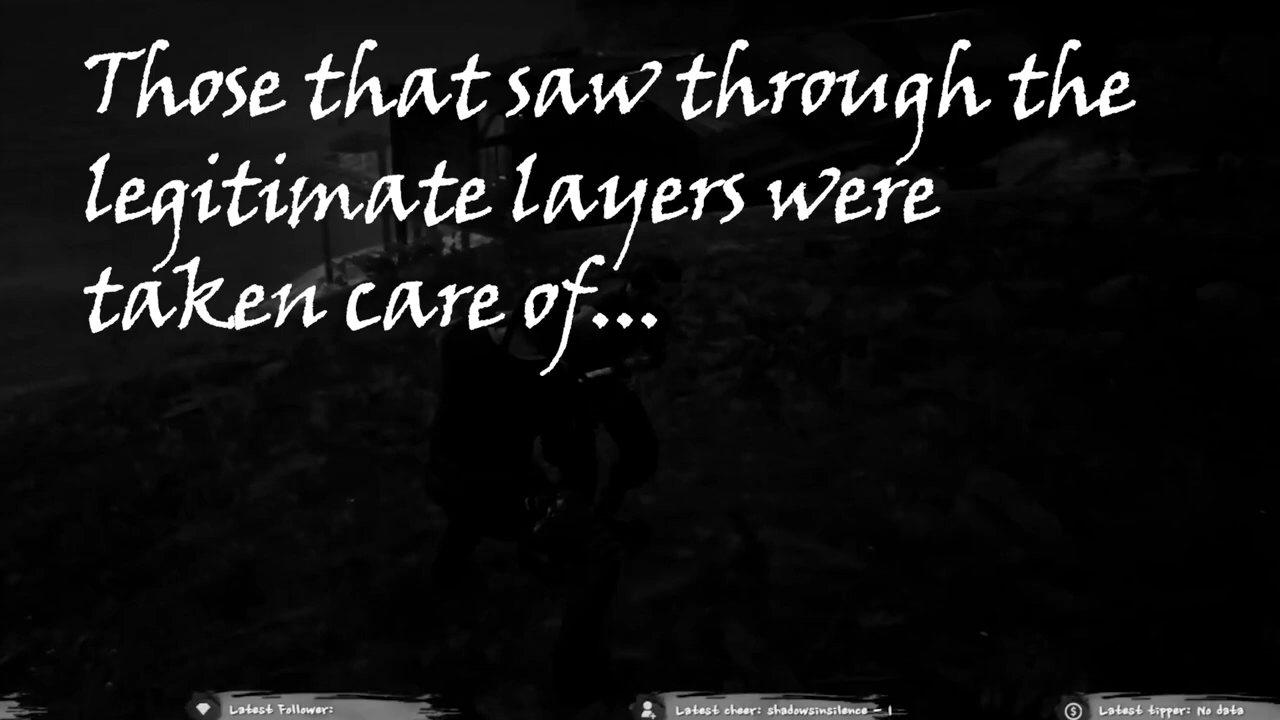 Those that saw through the
legitimate layers were
taken care of...
Latest Follower:
Latest cheer: shadowsinsilence - 1
Latest tipper: No data